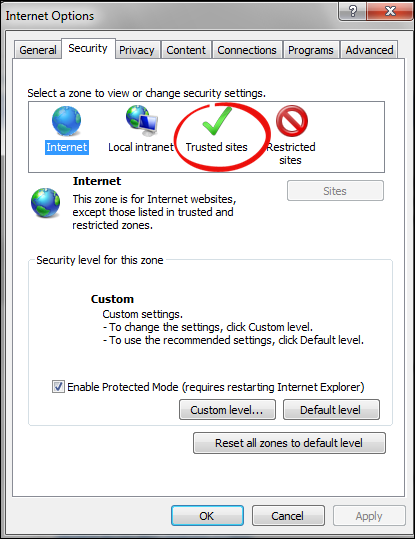 Internet Options
?
General Security Privacy Content Connections Programs Advanced
Select a zone to view or change security settings.
Internet Local intranet Trusted sites Restricted
sites
Internet
Sites
This zone is for Internet websites,
except those listed in trusted and
restricted zones.
Security level for this zone
Custom
Custom settings.
- To change the settings, click Custom level.
- To use the recommended settings, click Default level.
Enable Protected Mode (requires restarting Internet Explorer)
Custom level... Default level
Reset all zones to default level
OK Cancel Apply